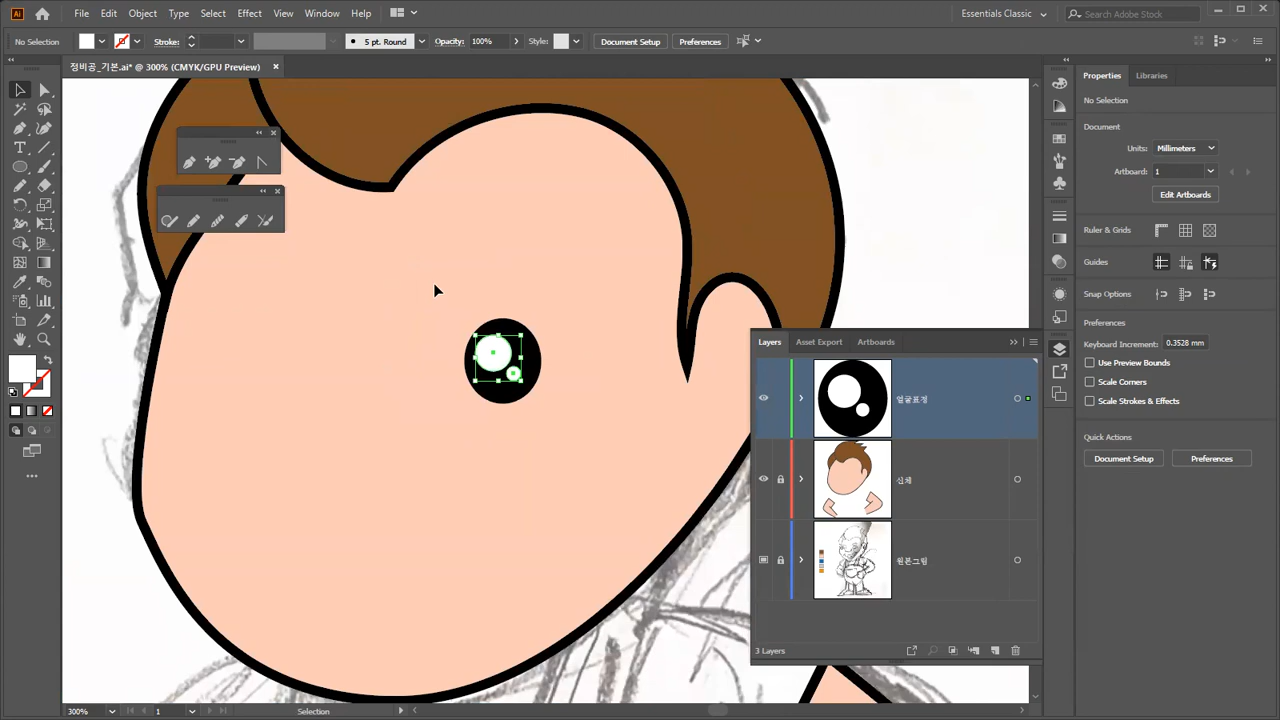 Ai
File Edit Object Type Select Effect View Window Help
Essentials Classic
Search Adobe Stock
No Selection
Stroke:
5 pt. Round
Opacity: 100%
Style:
Document Setup
Preferences
정비공_기본.ai* @ 300% (CMYK/GPU Preview)
Properties Libraries
No Selection
Document
Units: Millimeters
Artboard: 1
Edit Artboards
Ruler & Grids
Guides
Snap Options
Preferences
Keyboard Increment: 0.3528 mm
Use Preview Bounds
Scale Corners
Scale Strokes & Effects
Quick Actions
Document Setup Preferences
Layers Asset Export Artboards
얼굴표정
신체
원본그림
3 Layers
300% 1 Selection